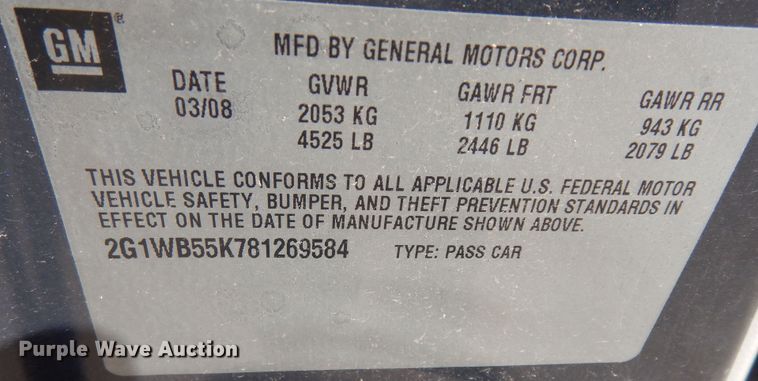 GM ®
MFD BY GENERAL MOTORS CORP.
DATE GVWR GAWR FRT GAWR RR
03/08 2053 KG 1110 KG 943 KG
4525 LB 2446 LB 2079 LB
THIS VEHICLE CONFORMS TO ALL APPLICABLE U.S. FEDERAL MOTOR
VEHICLE SAFETY, BUMPER, AND THEFT PREVENTION STANDARDS IN
EFFECT ON THE DATE OF MANUFACTURE SHOWN ABOVE.
2G1WB55K781269584 TYPE: PASS CAR
Purple Wave Auction